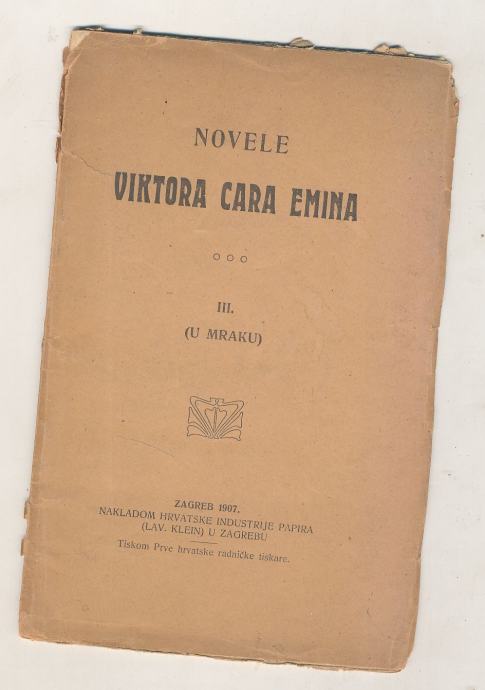 NOVELE
VIKTORA CARA EMINA
III.
(U MRAKU)
ZAGREB 1907.
NAKLADOM HRVATSKE INDUSTRIJE PAPIRA
(LAV. KLEIN) U ZAGREBU
Tiskom Prve hrvatske radničke tiskare.